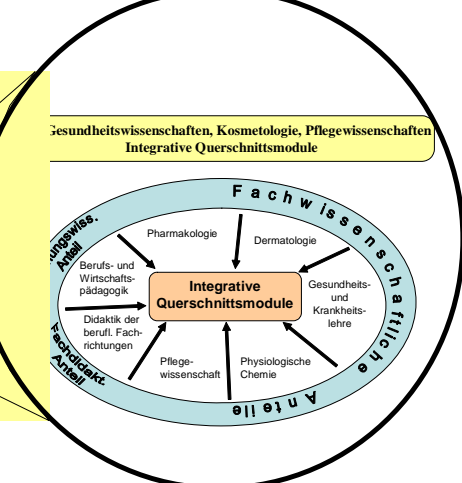 Gesundheitswissenschaften, Kosmetologie, Pflegewissenschaften
Integrative Querschnittsmodule
Fachwissenschaftliche
Anteile
Anteil
Pharmakologie
Dermatologie
Berufs- und
Wirtschafts-
pädagogik
Integrative
Querschnittsmodule
Gesundheits-
und
Krankheits-
lehre
Didaktik der
berufl. Fach-
richtungen
Fachdidakt.
Anteil
Pflege-
wissenschaft
Physiologische
Chemie